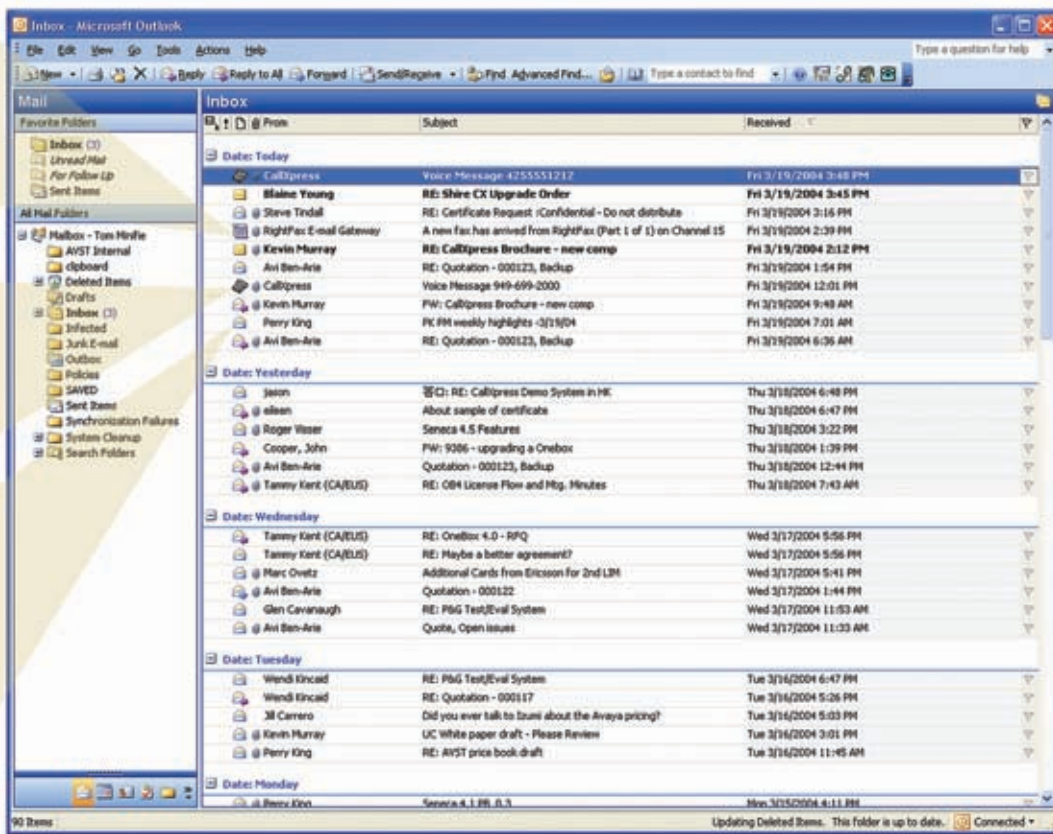 Inbox - Microsoft Outlook
File Edit View Go Tools Actions Help
Type a question for help
New Reply Reply to All Forward Send/Receive Find Advanced Find... Type a contact to find
Mail
Inbox
Favorite Folders
From Subject Received
Inbox (3)
Unread Mail
For Follow Up
Sent Items
All Mail Folders
Mailbox - Tom Minifie
AVST Internal
clipboard
Deleted Items
Drafts
Inbox (3)
Infected
Junk E-mail
Outbox
Policies
SAVED
Sent Items
Synchronization Failures
System Cleanup
Search Folders
Date: Today
CallXpress Voice Message 4255551212 Fri 3/19/2004 3:48 PM
Blaine Young RE: Shire CX Upgrade Order Fri 3/19/2004 3:45 PM
Steve Tindall RE: Certificate Request :Confidential - Do not distribute Fri 3/19/2004 3:16 PM
RightFax E-mail Gateway A new fax has arrived from RightFax (Part 1 of 1) on Channel 15 Fri 3/19/2004 2:39 PM
Kevin Murray RE: CallXpress Brochure - new comp Fri 3/19/2004 2:12 PM
Avi Ben-Arie RE: Quotation - 000123, Backup Fri 3/19/2004 1:54 PM
CallXpress Voice Message 949-699-2000 Fri 3/19/2004 12:01 PM
Kevin Murray FW: CallXpress Brochure - new comp Fri 3/19/2004 9:48 AM
Perry King PK PM weekly highlights -3/19/04 Fri 3/19/2004 7:01 AM
Avi Ben-Arie RE: Quotation - 000123, Backup Fri 3/19/2004 6:36 AM
Date: Yesterday
jason RE: CallXpress Demo System in HK Thu 3/18/2004 6:48 PM
eileen About sample of certificate Thu 3/18/2004 6:47 PM
Roger Visser Seneca 4.5 Features Thu 3/18/2004 3:22 PM
Cooper, John FW: 9386 - upgrading a Onebox Thu 3/18/2004 1:39 PM
Avi Ben-Arie Quotation - 000123, Backup Thu 3/18/2004 12:44 PM
Tammy Kent (CA/EUS) RE: OB4 License Flow and Mtg. Minutes Thu 3/18/2004 7:43 AM
Date: Wednesday
Tammy Kent (CA/EUS) RE: OneBox 4.0 - RFQ Wed 3/17/2004 5:56 PM
Tammy Kent (CA/EUS) RE: Maybe a better agreement? Wed 3/17/2004 5:56 PM
Marc Ovetz Additional Cards from Ericsson for 2nd LIM Wed 3/17/2004 5:41 PM
Avi Ben-Arie Quotation - 000122 Wed 3/17/2004 1:44 PM
Glen Cavanaugh RE: P&G Test/Eval System Wed 3/17/2004 11:53 AM
Avi Ben-Arie Quote, Open issues Wed 3/17/2004 11:33 AM
Date: Tuesday
Wendi Kincaid RE: P&G Test/Eval System Tue 3/16/2004 6:47 PM
Wendi Kincaid RE: Quotation - 000117 Tue 3/16/2004 5:26 PM
Jill Carrero Did you ever talk to Izumi about the Avaya pricing? Tue 3/16/2004 5:03 PM
Kevin Murray UC White paper draft - Please Review Tue 3/16/2004 3:01 PM
Perry King RE: AVST price book draft Tue 3/16/2004 11:45 AM
Date: Monday
Perry King Seneca 4.1 PB 0.3 Mon 3/15/2004 4:11 PM
90 Items
Updating Deleted Items. This folder is up to date. Connected